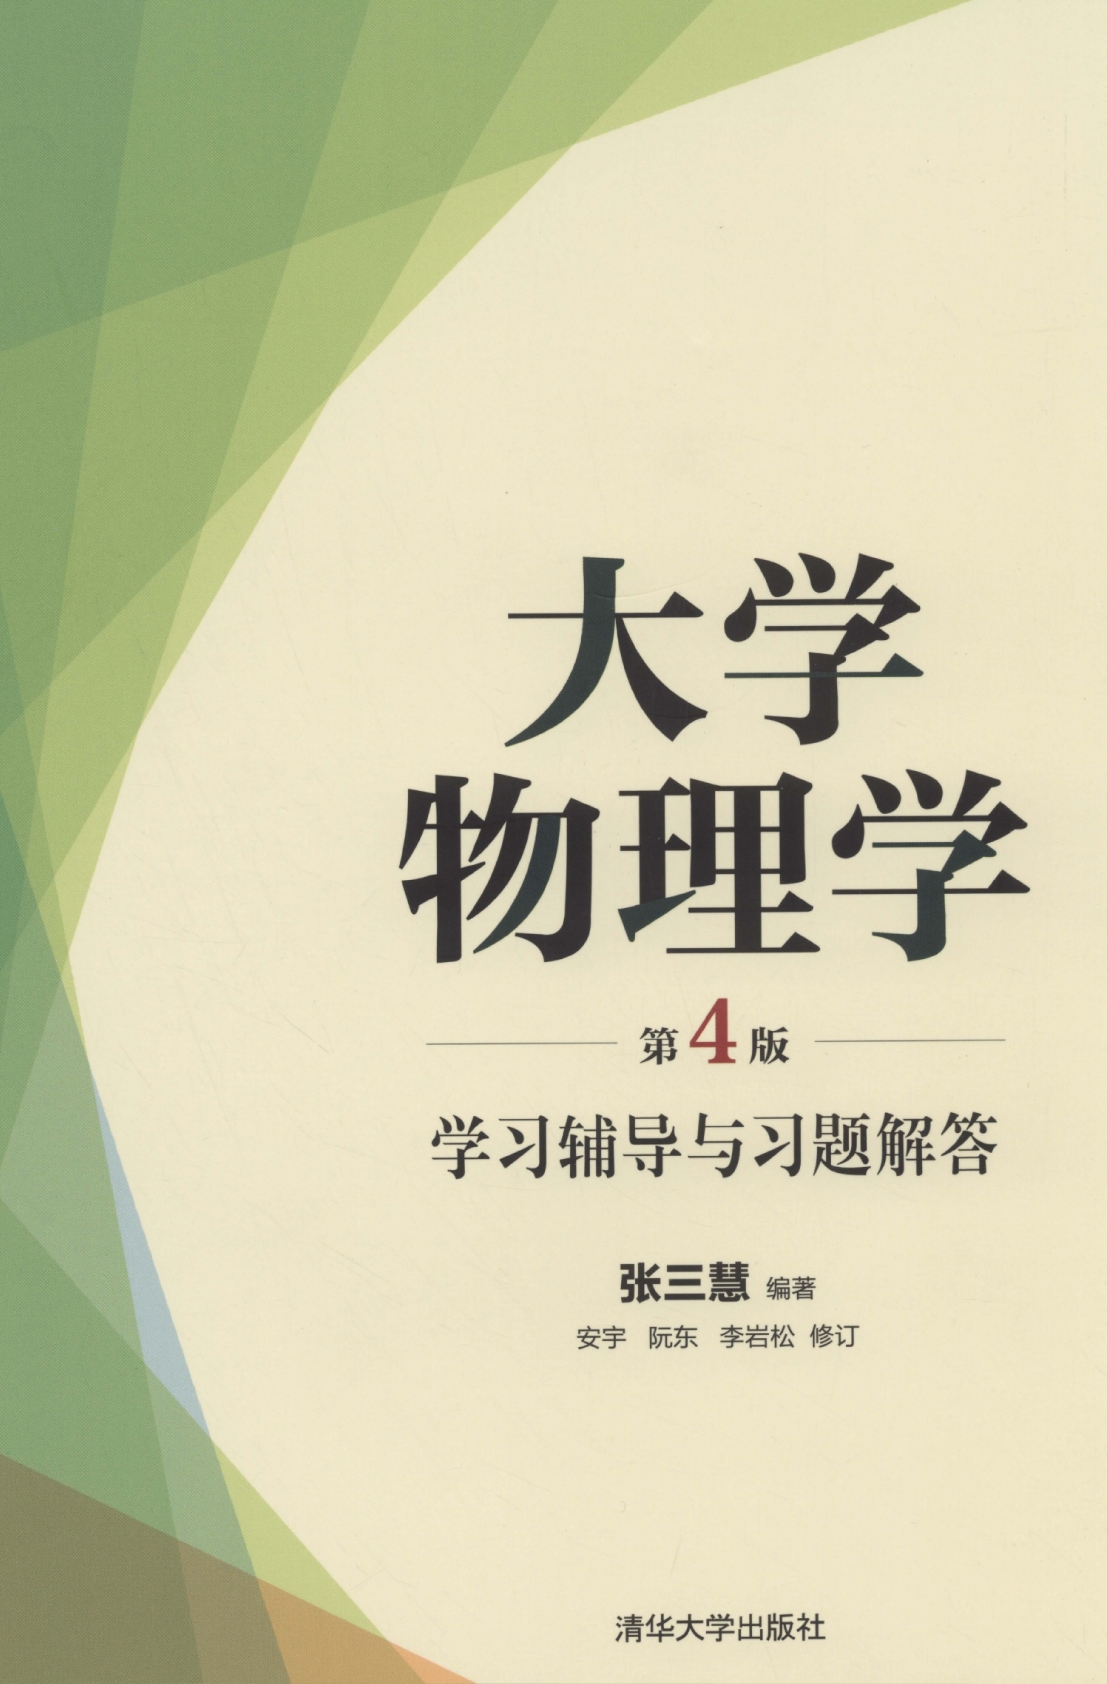 大学
物理学
第4版
学习辅导与习题解答
张三慧 编著
安宇 阮东 李岩松 修订
清华大学出版社